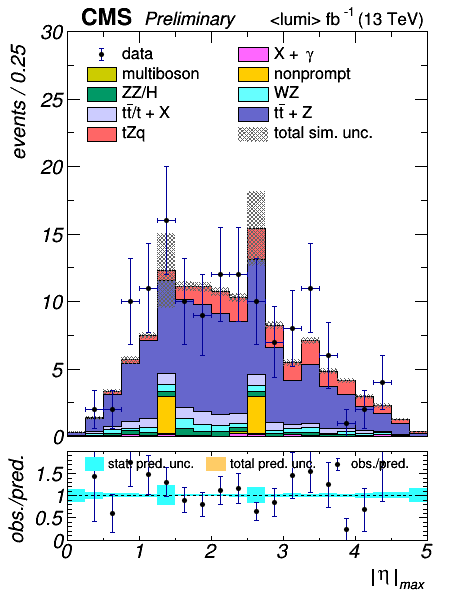 CMS Preliminary <lumi> fb⁻¹ (13 TeV)
events / 0.25
30
25
20
15
10
5
0
data
multiboson
ZZ/H
tt̄/t + X
tZq
X + γ
nonprompt
WZ
tt̄ + Z
total sim. unc.
obs./pred.
1.5
1
0.5
0
stat pred. unc.
total pred. unc.
obs./pred.
0 1 2 3 4 5
|η|max